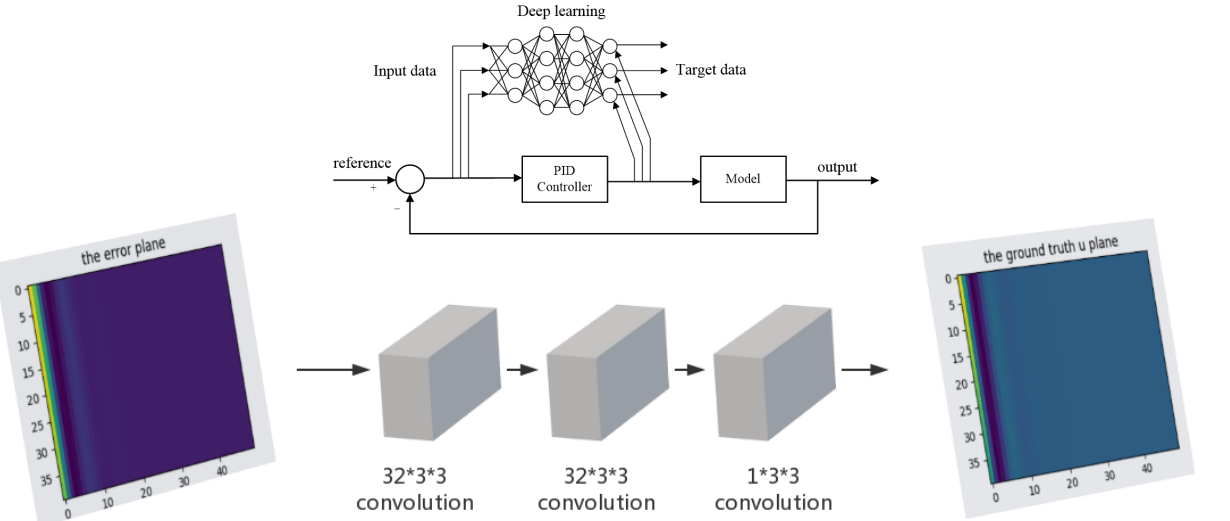 Deep learning
Input data
Target data
reference
+
−
PID
Controller
Model
output
the error plane
0
5
10
15
20
25
30
35
0
10
20
30
40
32*3*3
convolution
32*3*3
convolution
1*3*3
convolution
the ground truth u plane
0
5
10
15
20
25
30
35
0
10
20
30
40